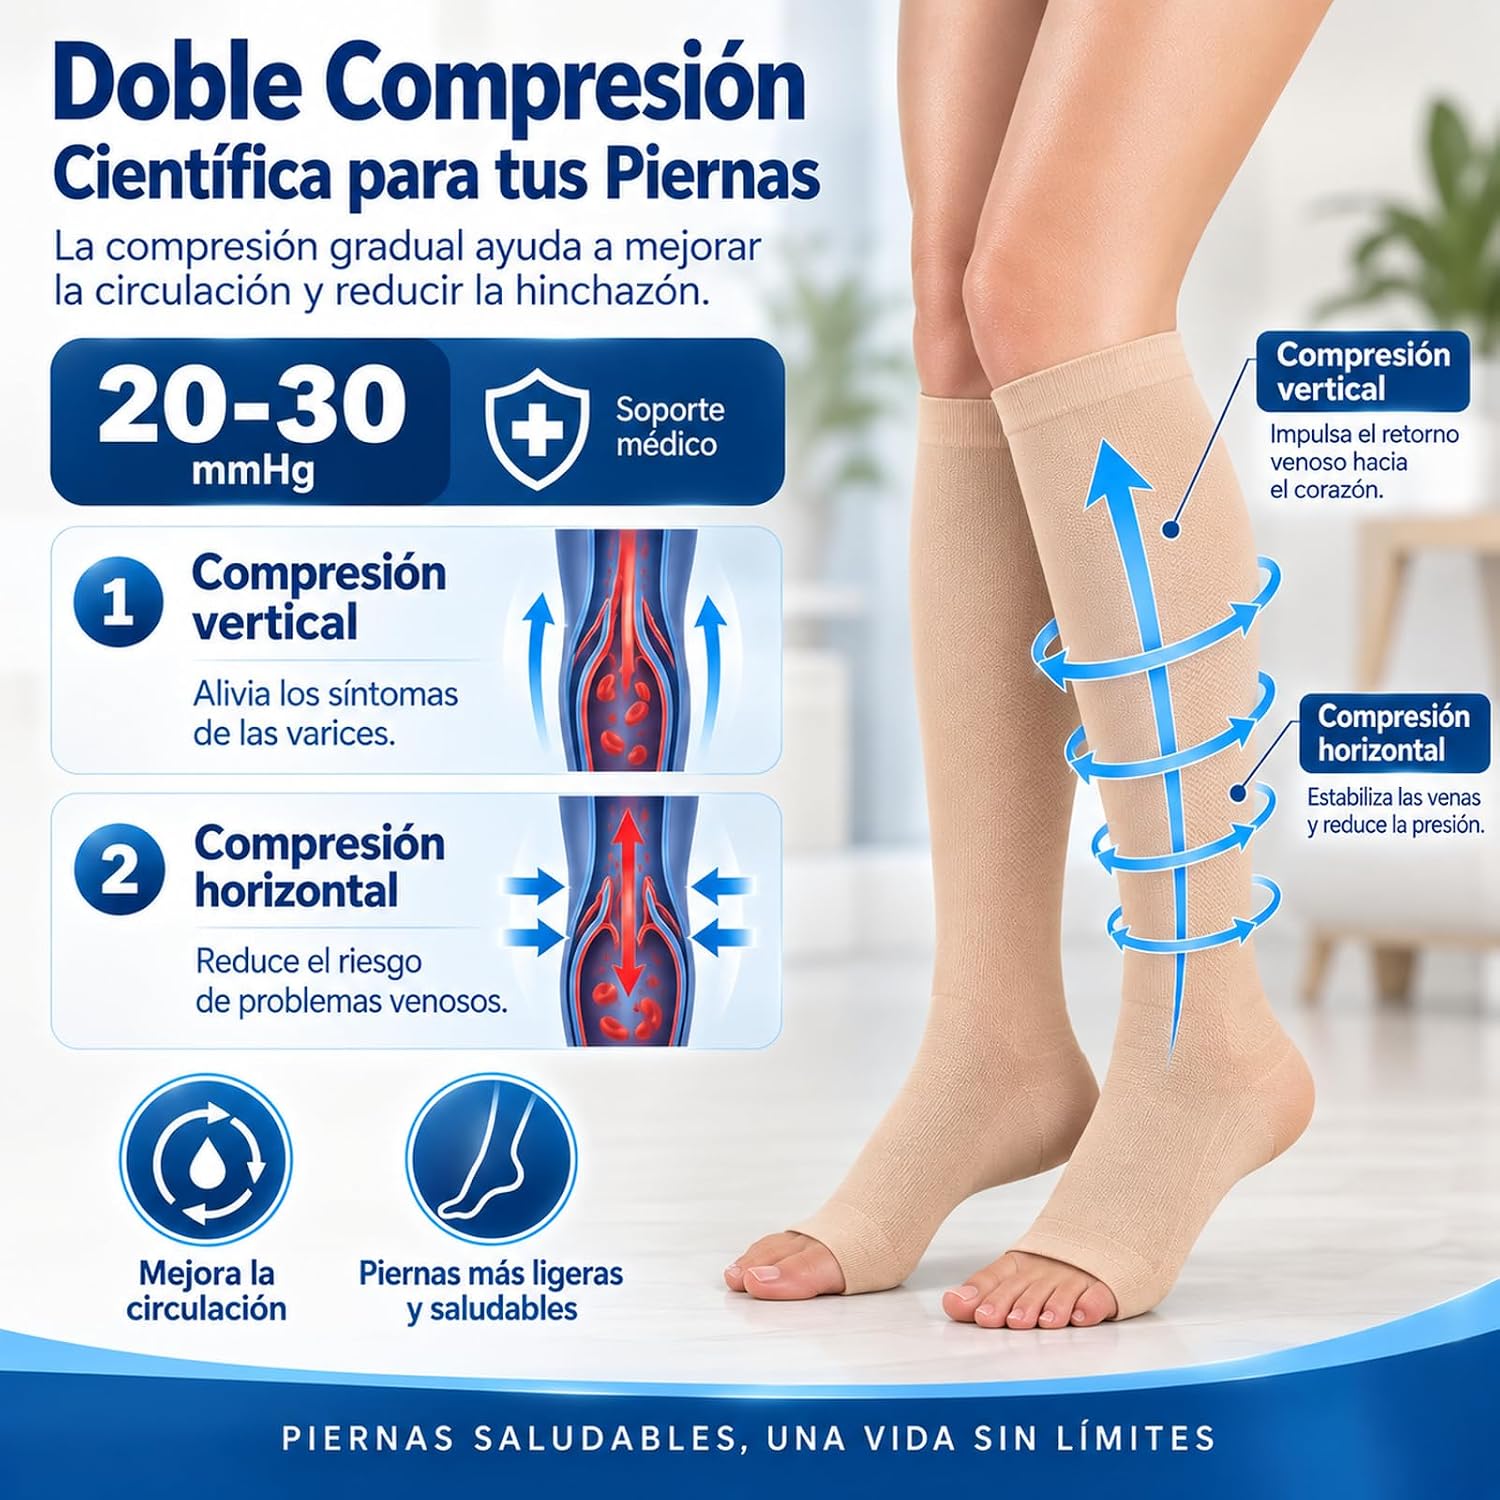 Doble Compresión
Científica para tus Piernas
La compresión gradual ayuda a mejorar
la circulación y reducir la hinchazón.
20-30
mmHg
Soporte
médico
1
Compresión
vertical
Alivia los síntomas
de las varices.
2
Compresión
horizontal
Reduce el riesgo
de problemas venosos.
Mejora la
circulación
Piernas más ligeras
y saludables
Compresión
vertical
Impulsa el retorno
venoso hacia
el corazón.
Compresión
horizontal
Estabiliza las venas
y reduce la presión.
PIERNAS SALUDABLES, UNA VIDA SIN LÍMITES